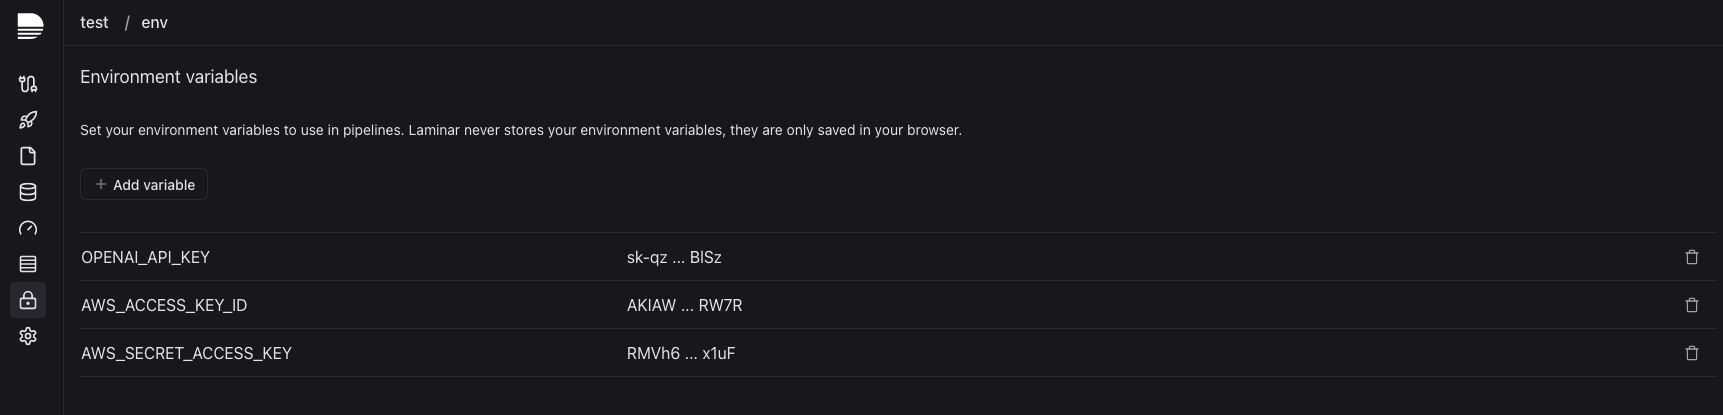 test / env
Environment variables
Set your environment variables to use in pipelines. Laminar never stores your environment variables, they are only saved in your browser.
+ Add variable
OPENAI_API_KEY sk-qz ... BlSz
AWS_ACCESS_KEY_ID AKIAW ... RW7R
AWS_SECRET_ACCESS_KEY RMVh6 ... x1uF